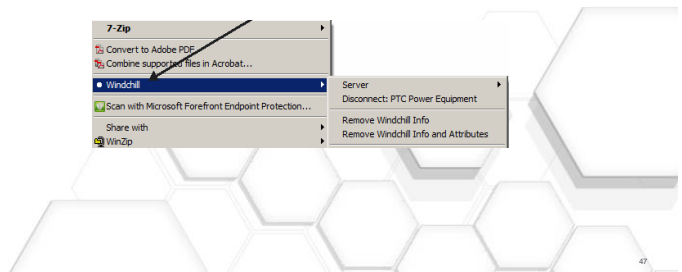 7-Zip
Convert to Adobe PDF
Combine supported files in Acrobat...
Windchill
Scan with Microsoft Forefront Endpoint Protection...
Share with
WinZip
Server
Disconnect: PTC Power Equipment
Remove Windchill Info
Remove Windchill Info and Attributes
47